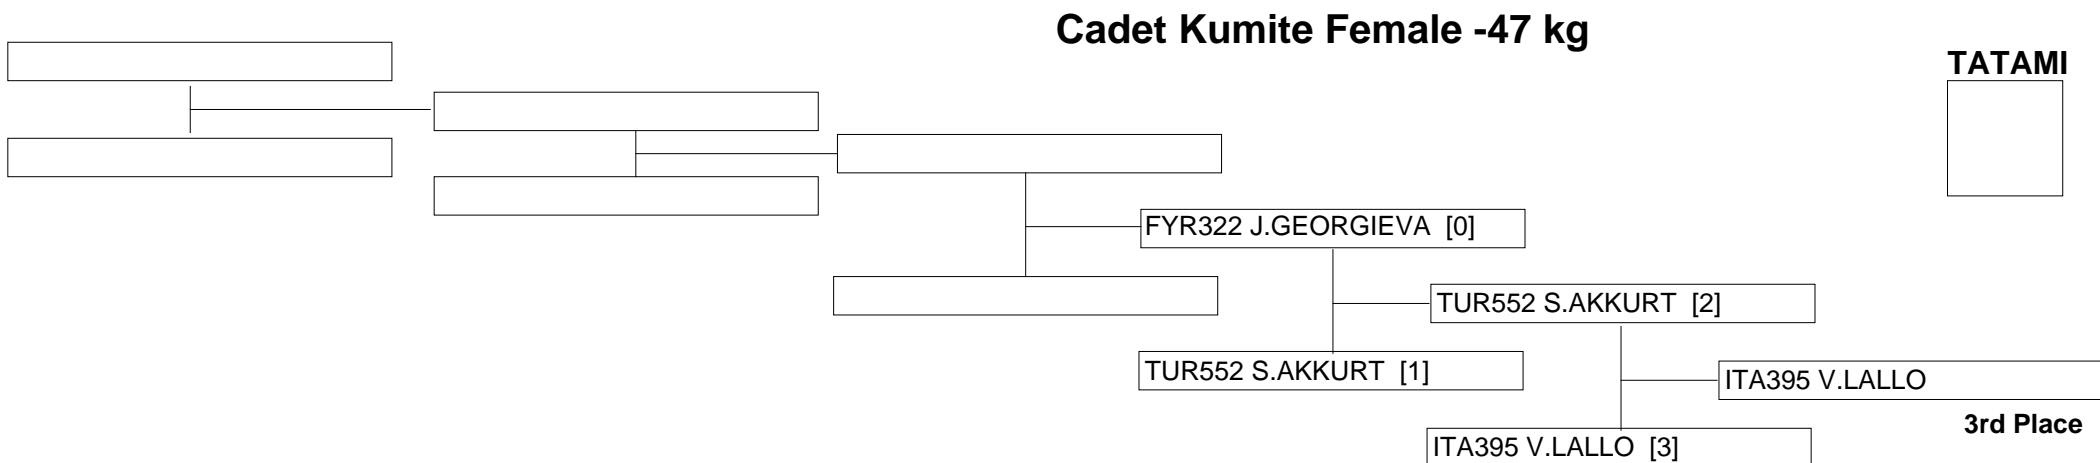 Cadet Kumite Female -47 kg
TATAMI
FYR322 J.GEORGIEVA  [0]
TUR552 S.AKKURT  [2]
TUR552 S.AKKURT  [1]
ITA395 V.LALLO
3rd Place
ITA395 V.LALLO  [3]